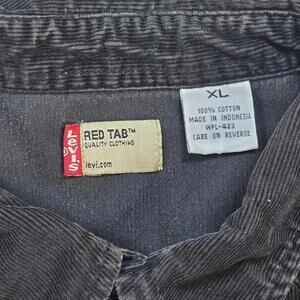 Levi's
RED TAB™
QUALITY CLOTHING
levi.com
XL
100% COTTON
MADE IN INDONESIA
WPL-423
CARE ON REVERSE